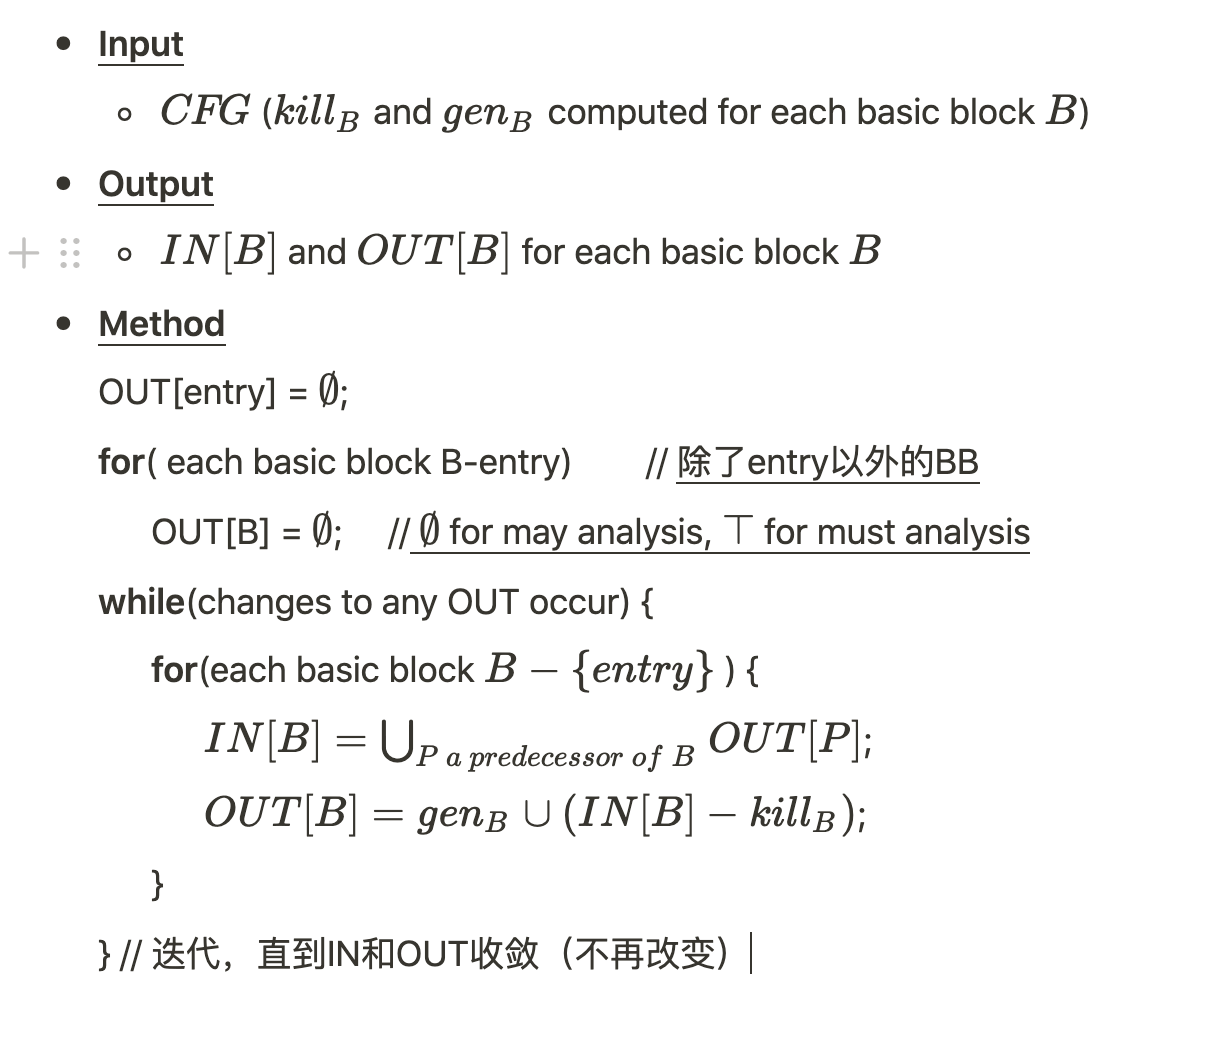 Input
CFG (kill_B and gen_B computed for each basic block B)
Output
IN[B] and OUT[B] for each basic block B
Method
OUT[entry] = ∅;
for( each basic block B-entry) // 除了entry以外的BB
OUT[B] = ∅; // ∅ for may analysis, ⊤ for must analysis
while(changes to any OUT occur) {
for(each basic block B − {entry} ) {
IN[B] = ⋃_{P a predecessor of B} OUT[P];
OUT[B] = gen_B ∪ (IN[B] − kill_B);
}
} // 迭代，直到IN和OUT收敛（不再改变）